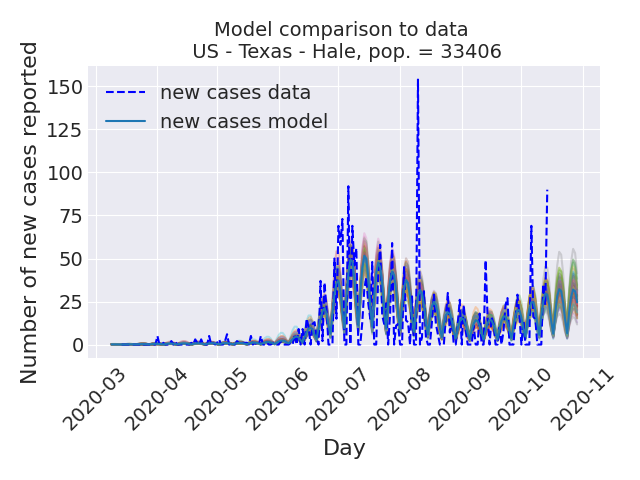 Model comparison to data
US - Texas - Hale, pop. = 33406
Number of new cases reported
150
125
100
75
50
25
0
new cases data
new cases model
2020-03
2020-04
2020-05
2020-06
2020-07
2020-08
2020-09
2020-10
2020-11
Day